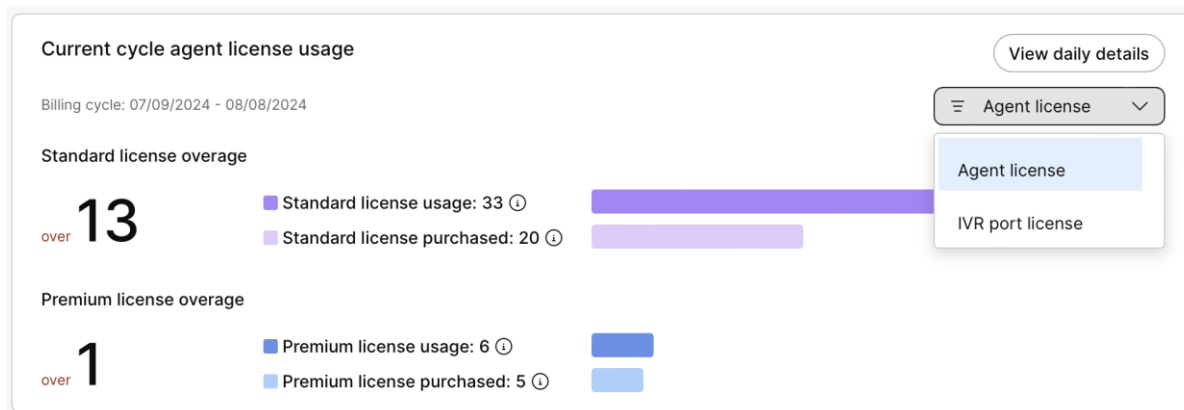 Current cycle agent license usage
View daily details
Billing cycle: 07/09/2024 - 08/08/2024
Agent license
Standard license overage
Agent license
IVR port license
over 13
Standard license usage: 33
Standard license purchased: 20
Premium license overage
over 1
Premium license usage: 6
Premium license purchased: 5